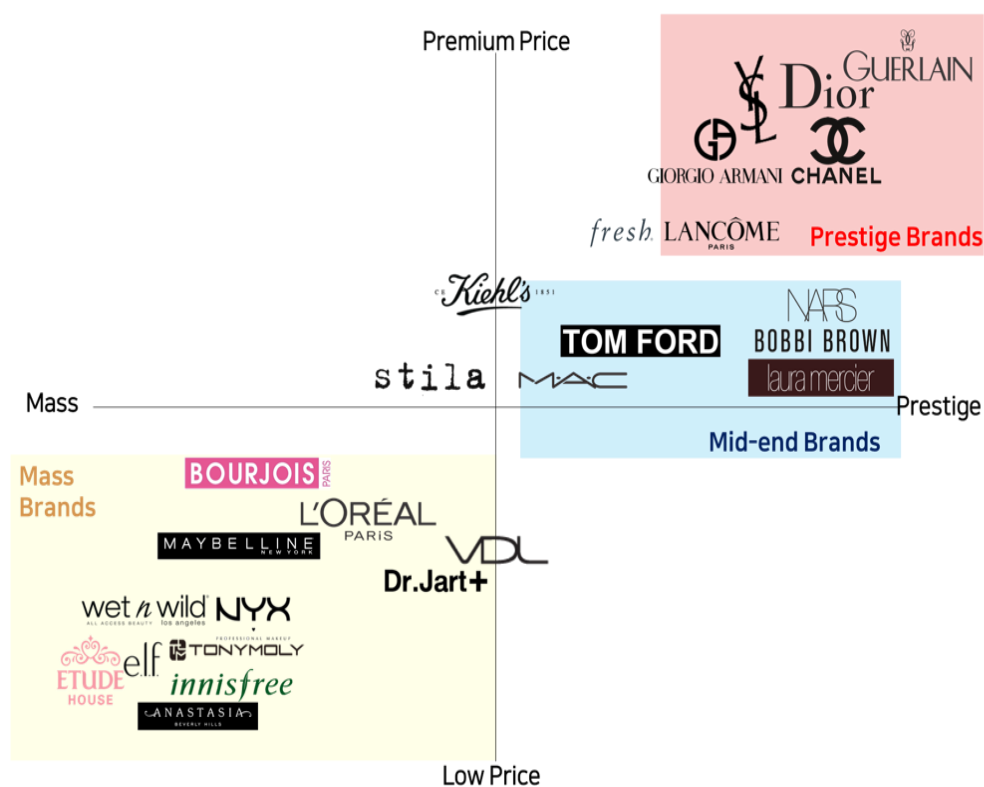 Premium Price
GUERLAIN
YSL
Dior
GA
GIORGIO ARMANI
CHANEL
fresh.
LANCÔME
PARIS
Prestige Brands
CE Kiehl's 1851
NARS
TOM FORD
BOBBI BROWN
stila
M·A·C
laura mercier
Mass
Prestige
Mid-end Brands
Mass
Brands
BOURJOIS PARIS
L'ORÉAL
PARiS
MAYBELLINE
NEW YORK
VDL
Dr.Jart+
wet n wild
ALL ACCESS BEAUTY los angeles
NYX
PROFESSIONAL MAKEUP
TONYMOLY
e.l.f
ETUDE
HOUSE
innisfree
ANASTASIA
BEVERLY HILLS
Low Price